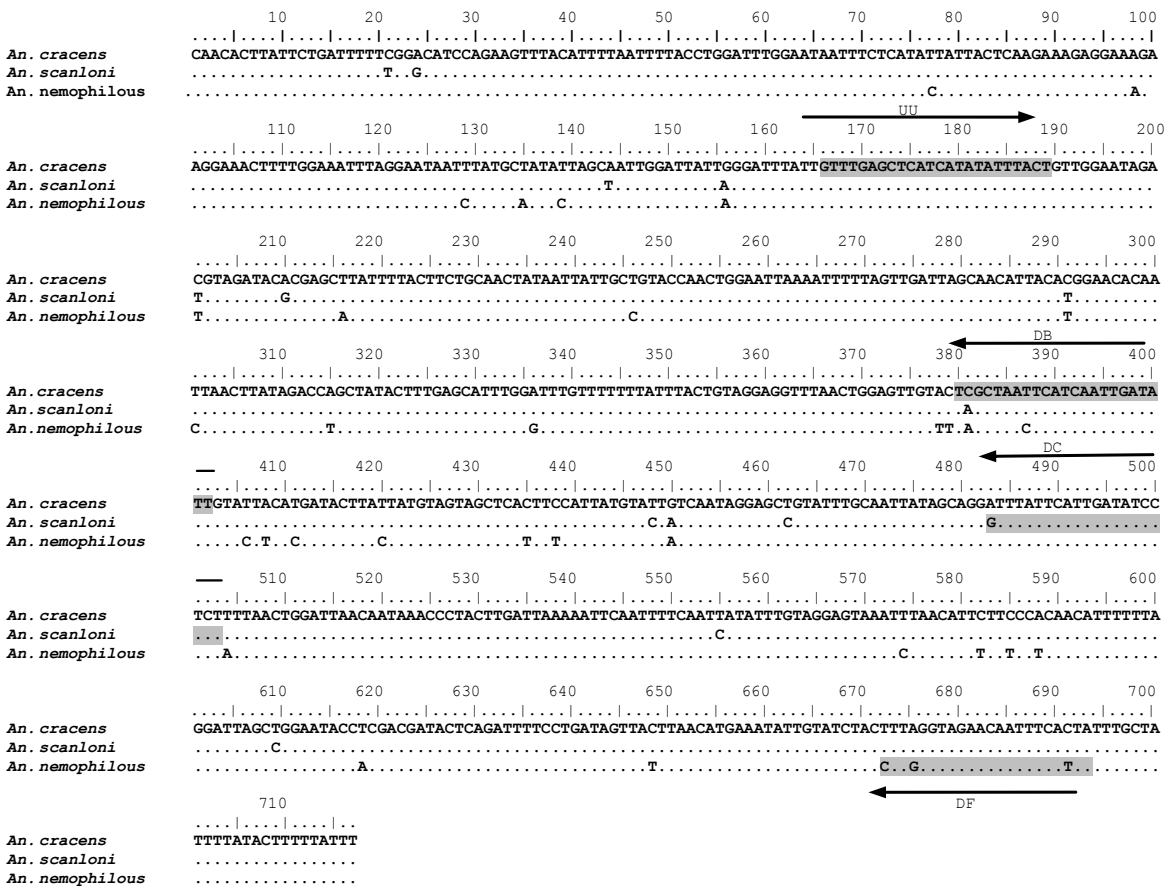 10 20 30 40 50 60 70 80 90 100
....|....|....|....|....|....|....|....|....|....|....|....|....|....|....|....|....|....|....|....|
An.cracens CAACACTTATTCTGATTTTTCGGACATCCAGAAGTTTACATTTTAATTTTACCTGGATTTGGAATAATTTCTCATATTATTACTCAAGAAAGAGGAAAGA
An.scanloni ....................T..G............................................................................
An.nemophilous ............................................................................C....................A..
UU
110 120 130 140 150 160 170 180 190 200
....|....|....|....|....|....|....|....|....|....|....|....|....|....|....|....|....|....|....|....|
An.cracens AGGAAACTTTTGGAAATTTAGGAATAATTTATGCTATATTAGCAATTGGATTATTGGGATTTATTGTTTGAGCTCATCATATATTTACTGTTGGAATAGA
An.scanloni ...........................................T...........A............................................
An.nemophilous ............................C.....A...A................A............................................
210 220 230 240 250 260 270 280 290 300
....|....|....|....|....|....|....|....|....|....|....|....|....|....|....|....|....|....|....|....|
An.cracens CGTAGATACACGAGCTTATTTTACTTCTGCAACTATAATTATTGCTGTACCAACTGGAATTAAAATTTTTAGTTGATTAGCAACATTACACGGAACACAA
An.scanloni T........G.................................................................................T........
An.nemophilous T..............A.............................C.............................................T........
DB
310 320 330 340 350 360 370 380 390 400
....|....|....|....|....|....|....|....|....|....|....|....|....|....|....|....|....|....|....|....|
An.cracens TTAACTTATAGACCAGCTATACTTTGAGCATTTGGATTTGTTTTTTTATTTACTGTAGGAGGTTTAACTGGAGTTGTACTCGCTAATTCATCAATTGATA
An.scanloni ................................................................................A...................
An.nemophilous C.............T....................C.........................................TT.A.....C.............
DC
410 420 430 440 450 460 470 480 490 500
....|....|....|....|....|....|....|....|....|....|....|....|....|....|....|....|....|....|....|....|
An.cracens TTGTATTACATGATACTTATTATGTAGTAGCTCACTTCCATTATGTATTGTCAATAGGAGCTGTATTTGCAATTATAGCAGGATTTATTCATTGATATCC
An.scanloni ...............................................C.A...........C....................G.................
An.nemophilous .....C.T..C........C..............T..T...........A..................................................
510 520 530 540 550 560 570 580 590 600
....|....|....|....|....|....|....|....|....|....|....|....|....|....|....|....|....|....|....|....|
An.cracens TCTTTTAACTGGATTAACAATAAACCCTACTTGATTAAAAATTCAATTTTCAATTATATTTGTAGGAGTAAATTTAACATTCTTCCCACAACATTTTTTA
An.scanloni ......................................................C.............................................
An.nemophilous ...A.....................................................................C.......T..T..T............
610 620 630 640 650 660 670 680 690 700
....|....|....|....|....|....|....|....|....|....|....|....|....|....|....|....|....|....|....|....|
An.cracens GGATTAGCTGGAATACCTCGACGATACTCAGATTTTCCTGATAGTTACTTAACATGAAATATTGTATCTACTTTAGGTAGAACAATTTCACTATTTGCTA
An.scanloni ........C...........................................................................................
An.nemophilous .................A.............................T.......................C..G...............T.........
DF
710
....|....|....|..
An.cracens TTTTATACTTTTTATTT
An.scanloni .................
An.nemophilous .................